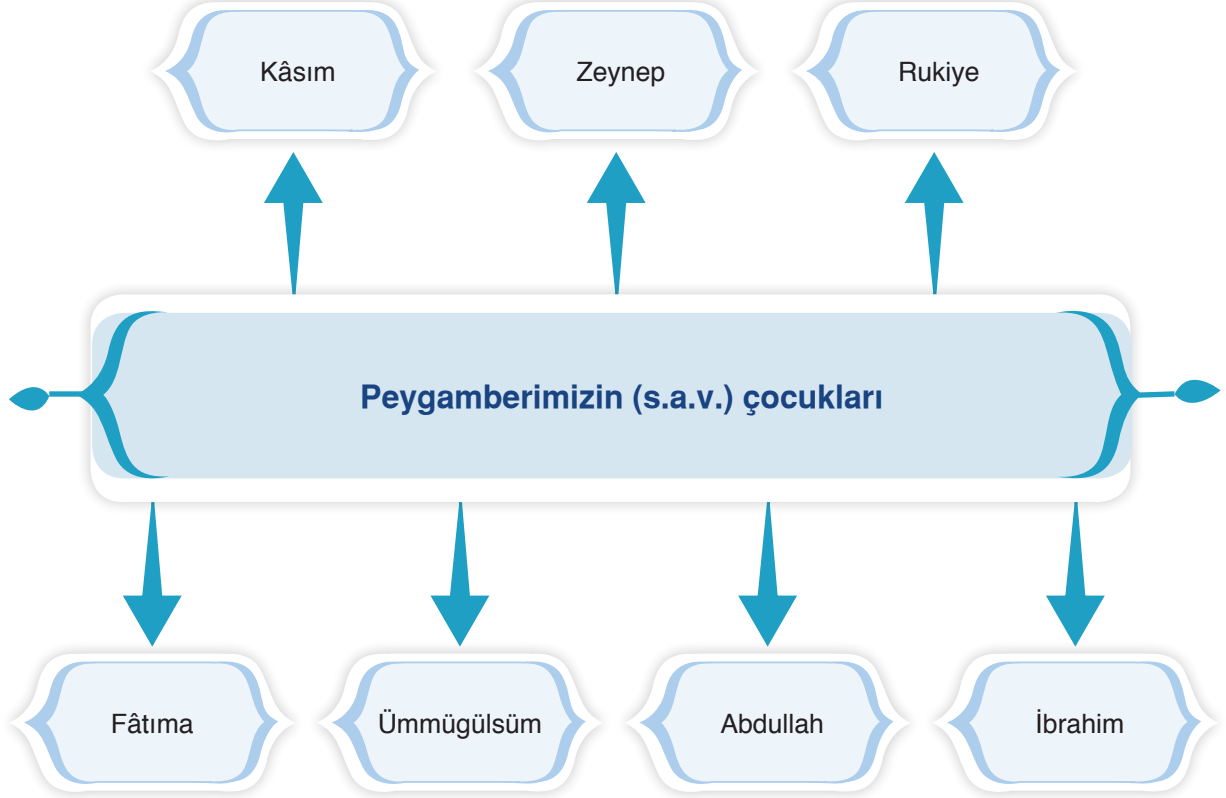 Kâsım
Zeynep
Rukiye
Peygamberimizin (s.a.v.) çocukları
Fâtıma
Ümmügülsüm
Abdullah
İbrahim